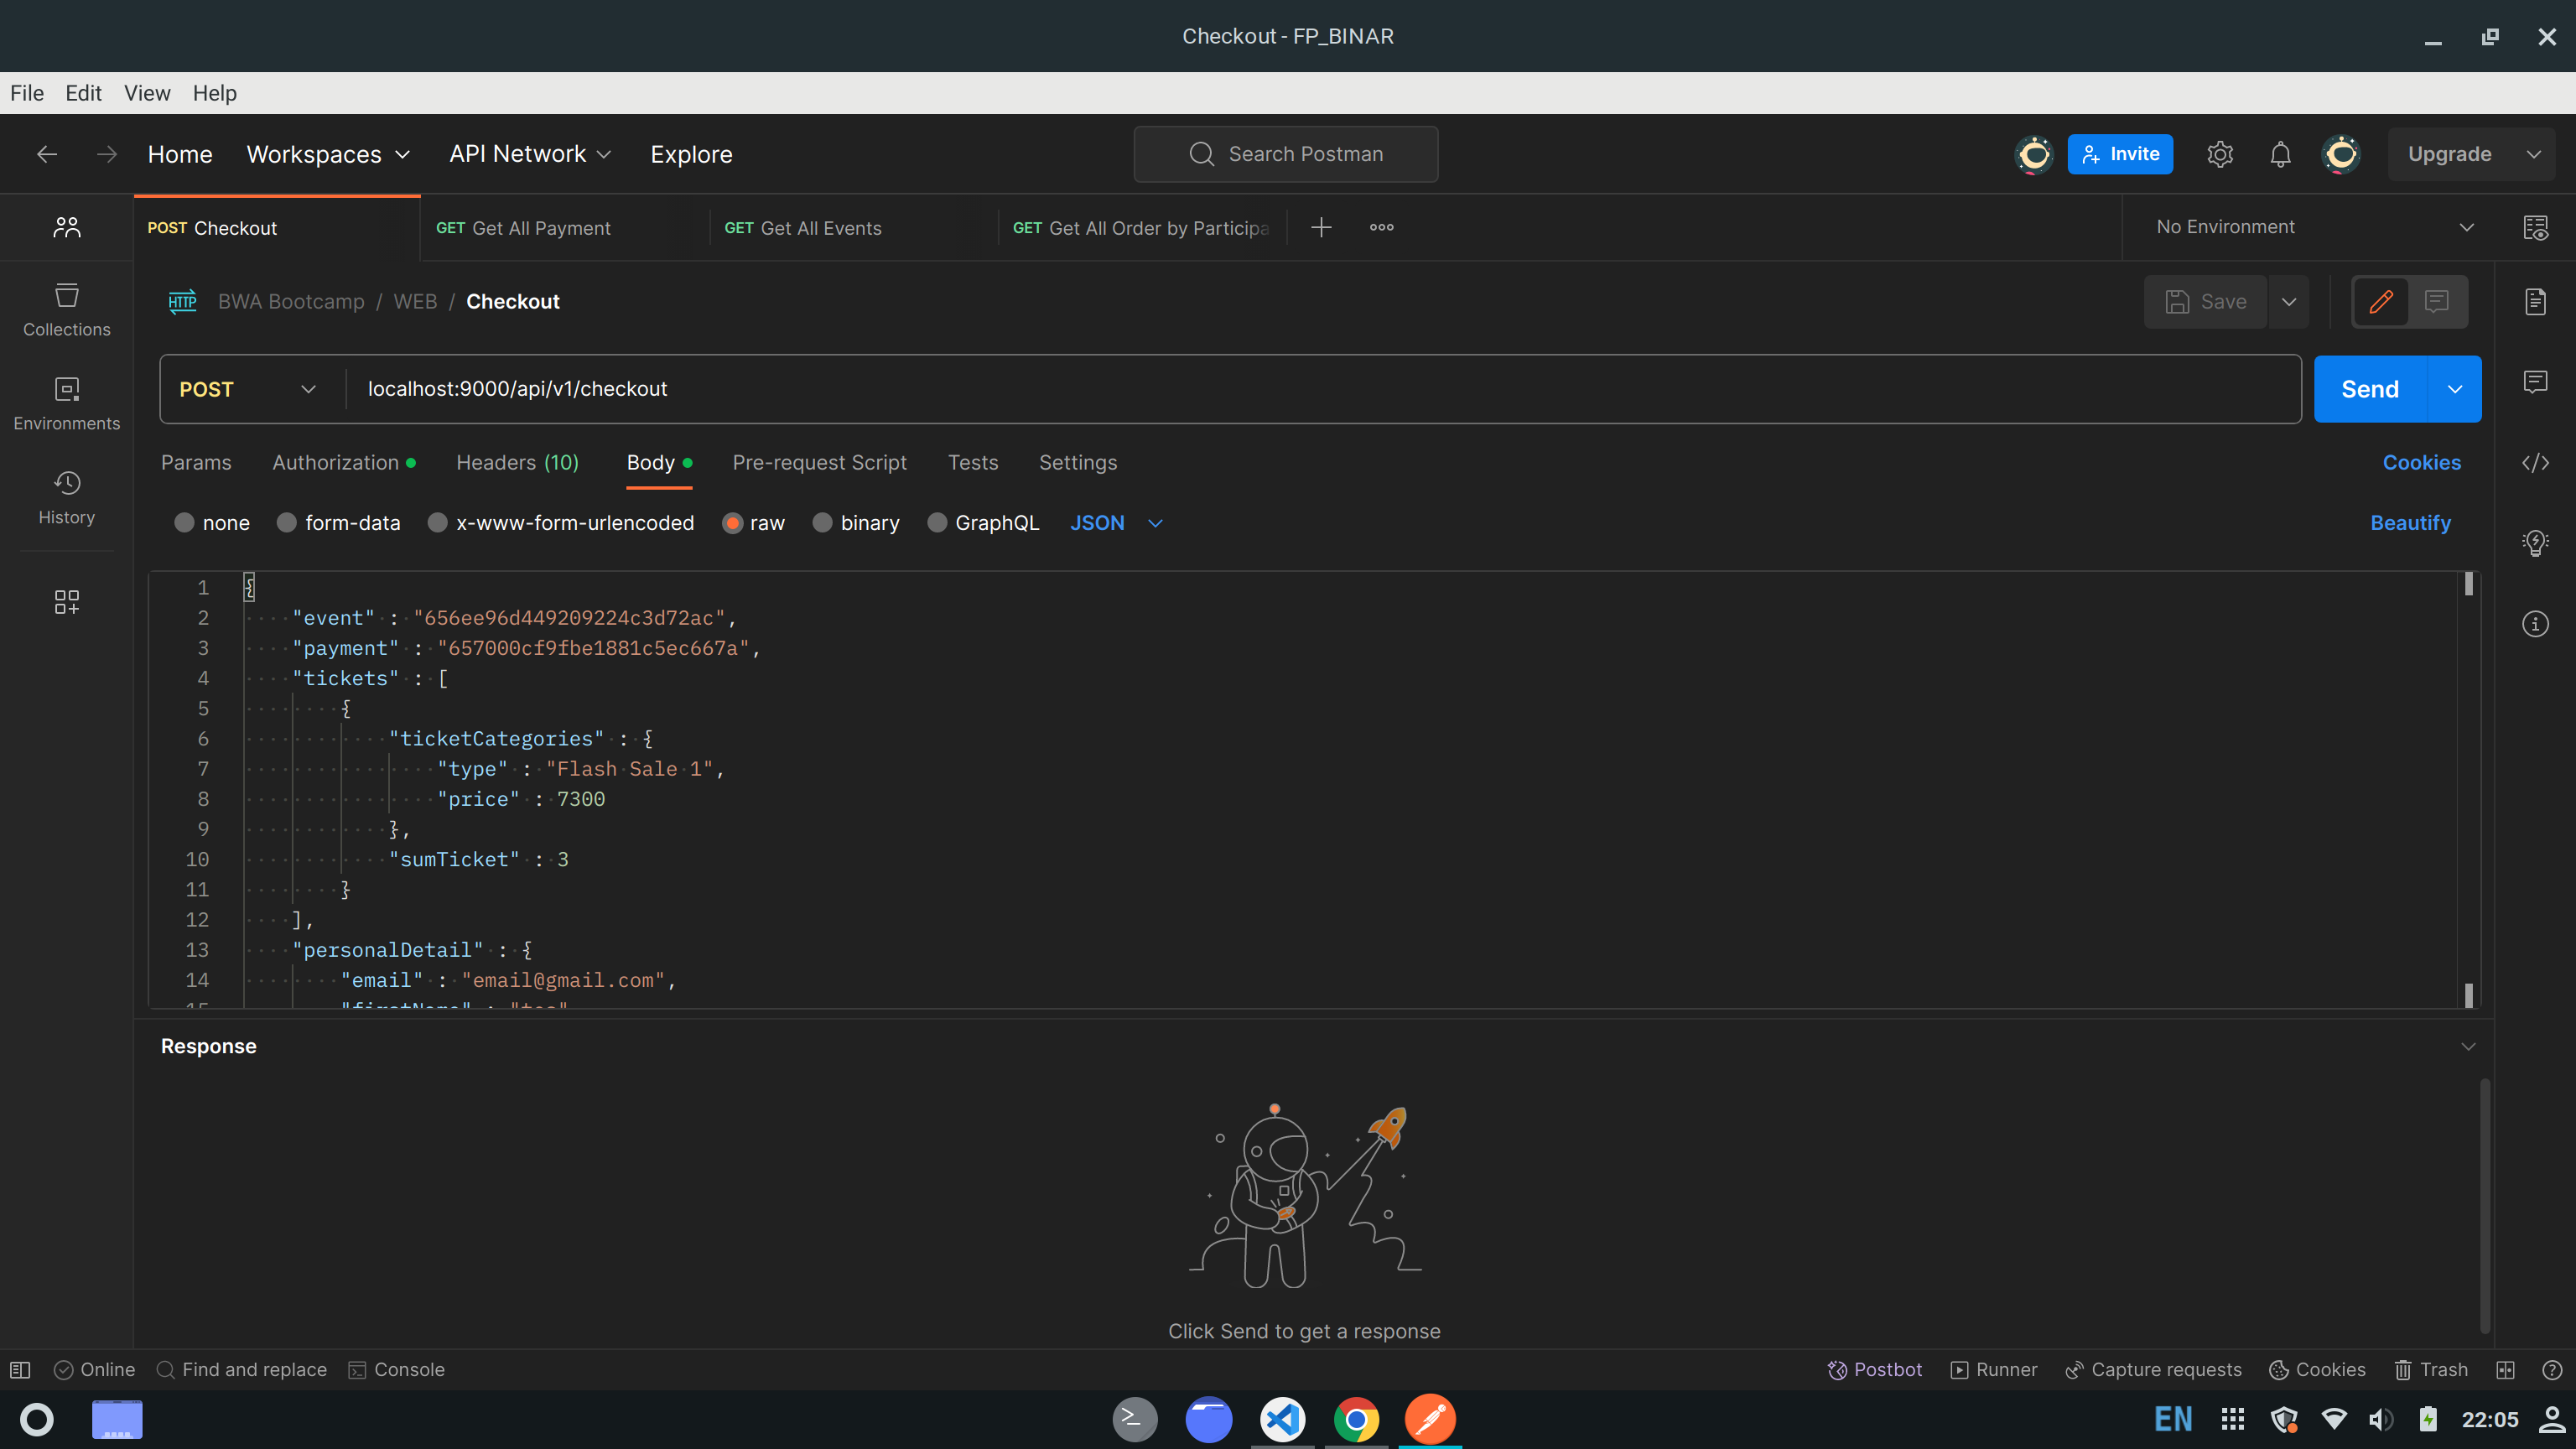 Checkout - FP_BINAR
File Edit View Help
Home Workspaces API Network Explore Search Postman Invite Upgrade
POST Checkout GET Get All Payment GET Get All Events GET Get All Order by Participa No Environment
HTTP BWA Bootcamp / WEB / Checkout Save
Collections
POST localhost:9000/api/v1/checkout Send
Environments
Params Authorization Headers (10) Body Pre-request Script Tests Settings Cookies
History
none form-data x-www-form-urlencoded raw binary GraphQL JSON Beautify
1 {
2 "event" : "656ee96d449209224c3d72ac",
3 "payment" : "657000cf9fbe1881c5ec667a",
4 "tickets" : [
5 {
6 "ticketCategories" : {
7 "type" : "Flash Sale 1",
8 "price" : 7300
9 },
10 "sumTicket" : 3
11 }
12 ],
13 "personalDetail" : {
14 "email" : "email@gmail.com",
15 "firstName" :
Response
Click Send to get a response
Online Find and replace Console Postbot Runner Capture requests Cookies Trash
EN 22:05